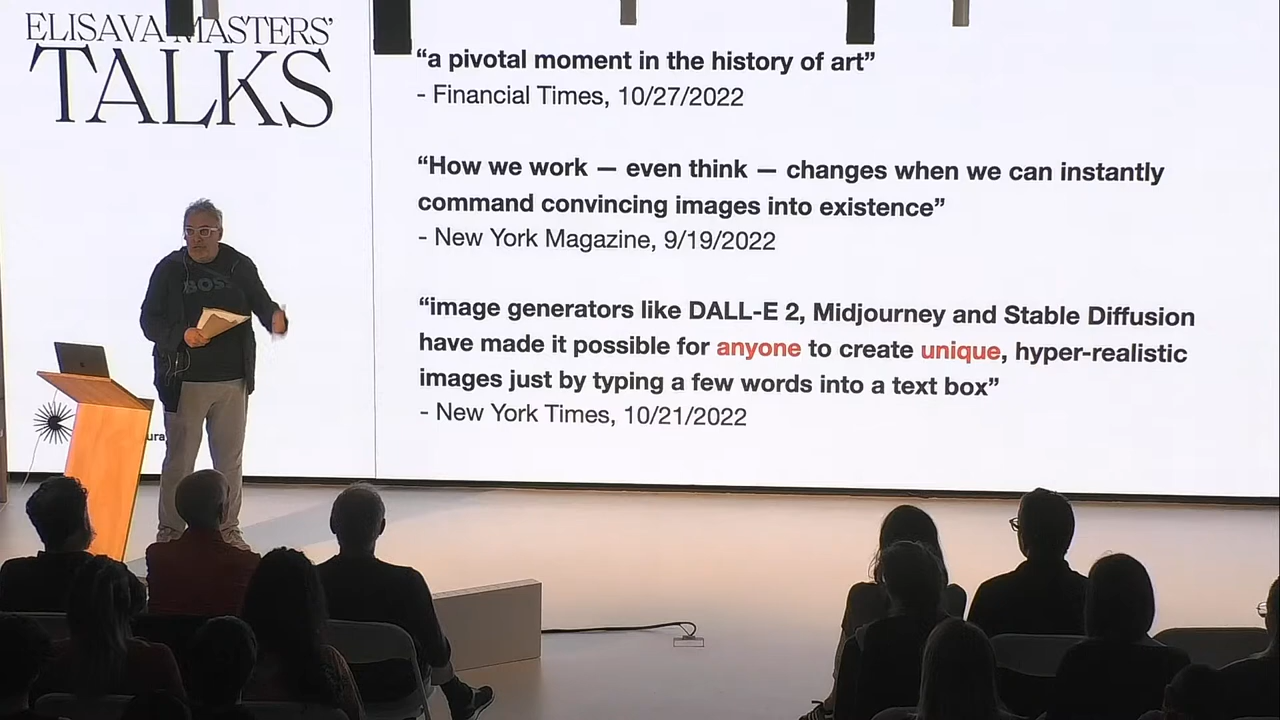 ELISAVA MASTERS'
TALKS
“a pivotal moment in the history of art”
- Financial Times, 10/27/2022
“How we work — even think — changes when we can instantly
command convincing images into existence”
- New York Magazine, 9/19/2022
“image generators like DALL-E 2, Midjourney and Stable Diffusion
have made it possible for anyone to create unique, hyper-realistic
images just by typing a few words into a text box”
- New York Times, 10/21/2022
BOSS